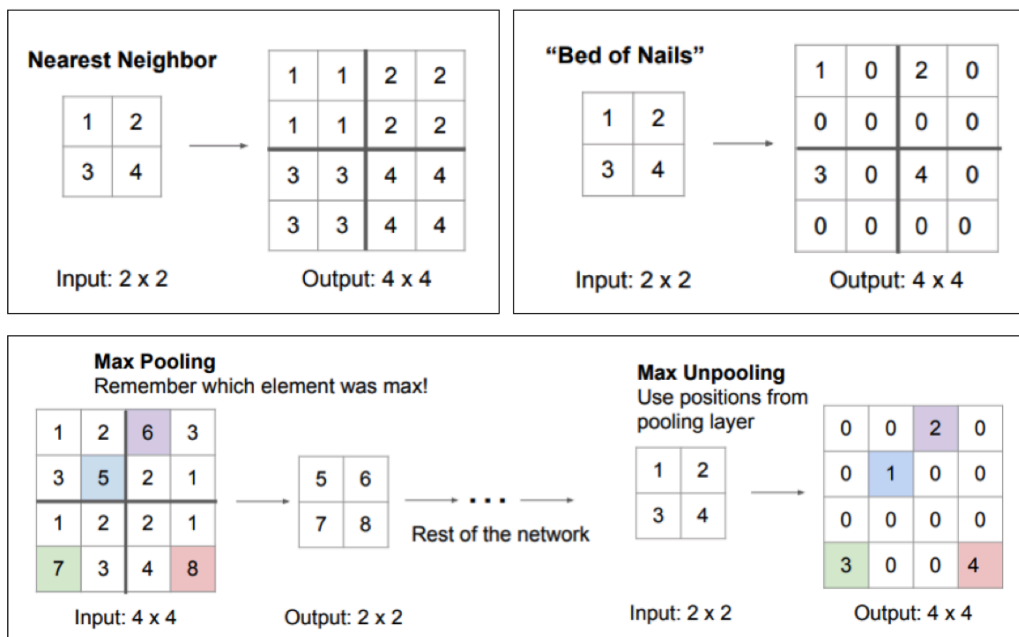 Nearest Neighbor
1 2
3 4
1 1 2 2
1 1 2 2
3 3 4 4
3 3 4 4
Input: 2 x 2
Output: 4 x 4
“Bed of Nails”
1 2
3 4
1 0 2 0
0 0 0 0
3 0 4 0
0 0 0 0
Input: 2 x 2
Output: 4 x 4
Max Pooling
Remember which element was max!
1 2 6 3
3 5 2 1
1 2 2 1
7 3 4 8
Input: 4 x 4
5 6
7 8
Output: 2 x 2
...
Rest of the network
Max Unpooling
Use positions from
pooling layer
1 2
3 4
Input: 2 x 2
0 0 2 0
0 1 0 0
0 0 0 0
3 0 0 4
Output: 4 x 4